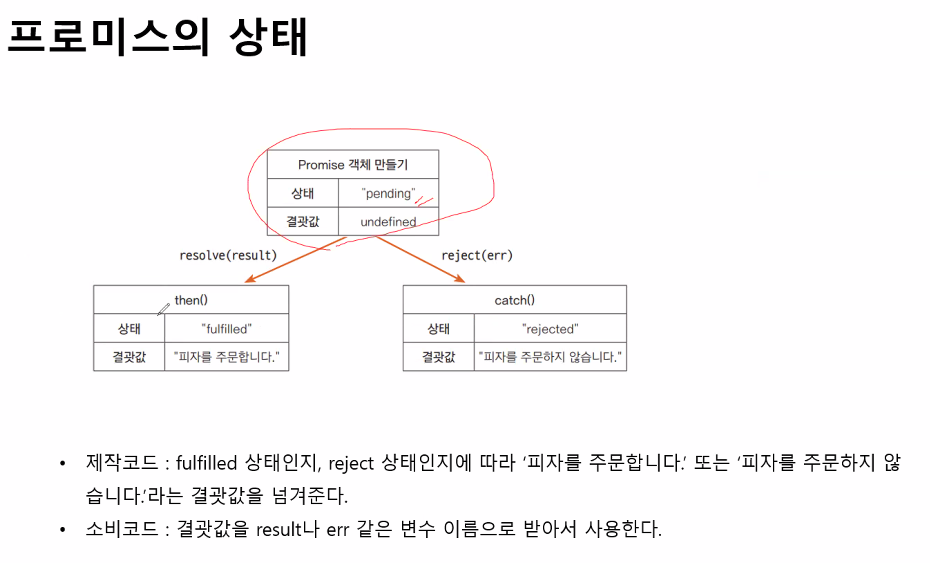 프로미스의 상태
Promise 객체 만들기
상태 "pending"
결괏값 undefined
resolve(result) reject(err)
then() catch()
상태 "fulfilled" 상태 "rejected"
결괏값 "피자를 주문합니다." 결괏값 "피자를 주문하지 않습니다."
• 제작코드 : fulfilled 상태인지, reject 상태인지에 따라 ‘피자를 주문합니다.’ 또는 ‘피자를 주문하지 않
습니다.’라는 결괏값을 넘겨준다.
• 소비코드 : 결괏값을 result나 err 같은 변수 이름으로 받아서 사용한다.